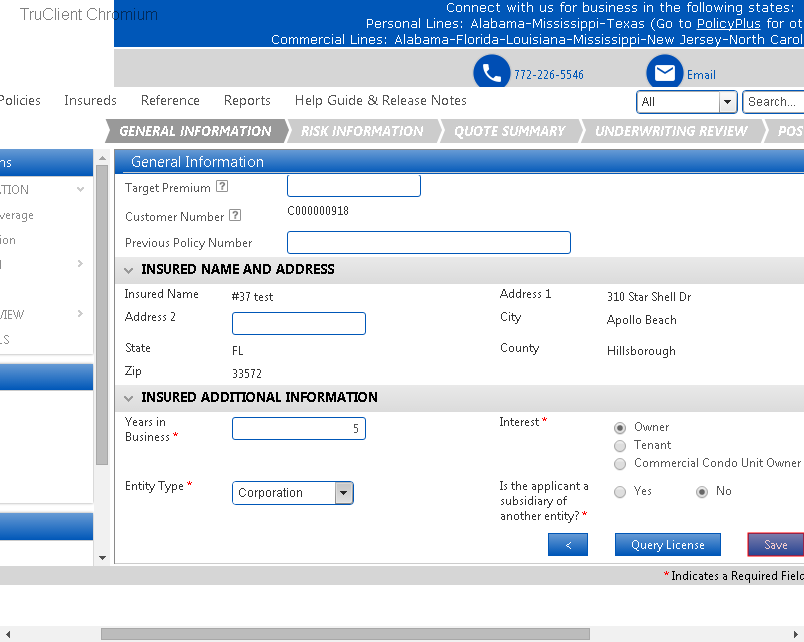 TruClient Chromium
Connect with us for business in the following states:
Personal Lines: Alabama-Mississippi-Texas (Go to PolicyPlus for ot
Commercial Lines: Alabama-Florida-Louisiana-Mississippi-New Jersey-North Carol
772-226-5546 Email
Policies Insureds Reference Reports Help Guide & Release Notes All Search...
GENERAL INFORMATION RISK INFORMATION QUOTE SUMMARY UNDERWRITING REVIEW POS
ns General Information
ATION Target Premium ?
verage Customer Number ? C000000918
ion Previous Policy Number
INSURED NAME AND ADDRESS
Insured Name #37 test Address 1 310 Star Shell Dr
VIEW Address 2 City Apollo Beach
LS State FL County Hillsborough
Zip 33572
INSURED ADDITIONAL INFORMATION
Years in Business * 5 Interest * Owner
Tenant
Commercial Condo Unit Owner
Entity Type * Corporation Is the applicant a Yes No
subsidiary of
another entity? *
< Query License Save
* Indicates a Required Field